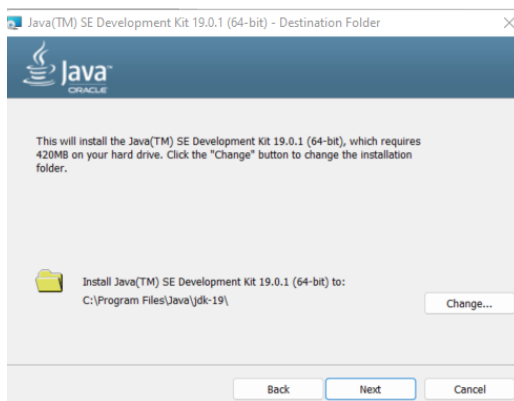 Java(TM) SE Development Kit 19.0.1 (64-bit) - Destination Folder
Java™
ORACLE
This will install the Java(TM) SE Development Kit 19.0.1 (64-bit), which requires
420MB on your hard drive. Click the "Change" button to change the installation
folder.
Install Java(TM) SE Development Kit 19.0.1 (64-bit) to:
C:\Program Files\Java\jdk-19\
Change...
Back
Next
Cancel